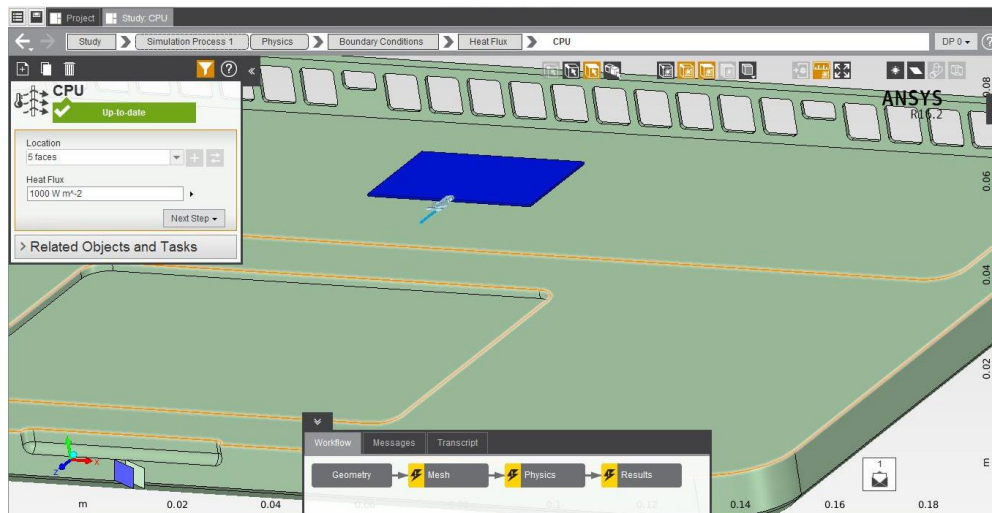 Project
Study: CPU
Study
Simulation Process 1
Physics
Boundary Conditions
Heat Flux
CPU
DP 0
?
?
«
CPU
Up-to-date
Location
5 faces
Heat Flux
1000 W m^-2
Next Step
> Related Objects and Tasks
ANSYS
R16.2
0.08
0.06
0.04
0.02
m
Workflow
Messages
Transcript
Geometry
Mesh
Physics
Results
1
x
z
m
0.02
0.04
0.14
0.16
0.18